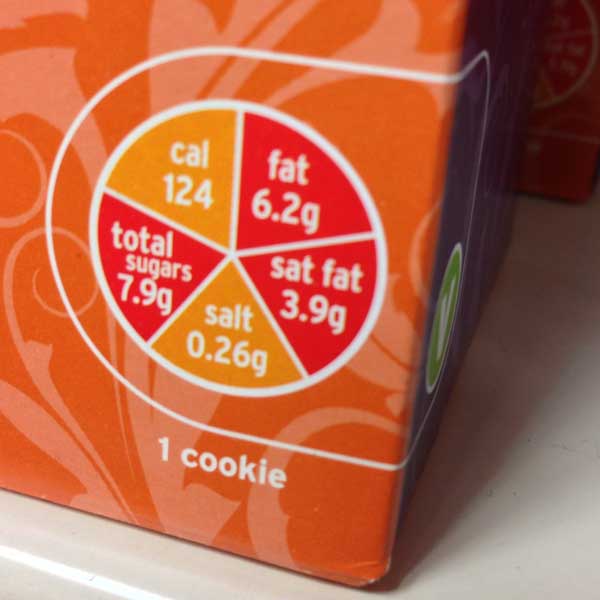 cal
124
fat
6.2g
total
sugars
7.9g
sat fat
3.9g
salt
0.26g
1 cookie
V